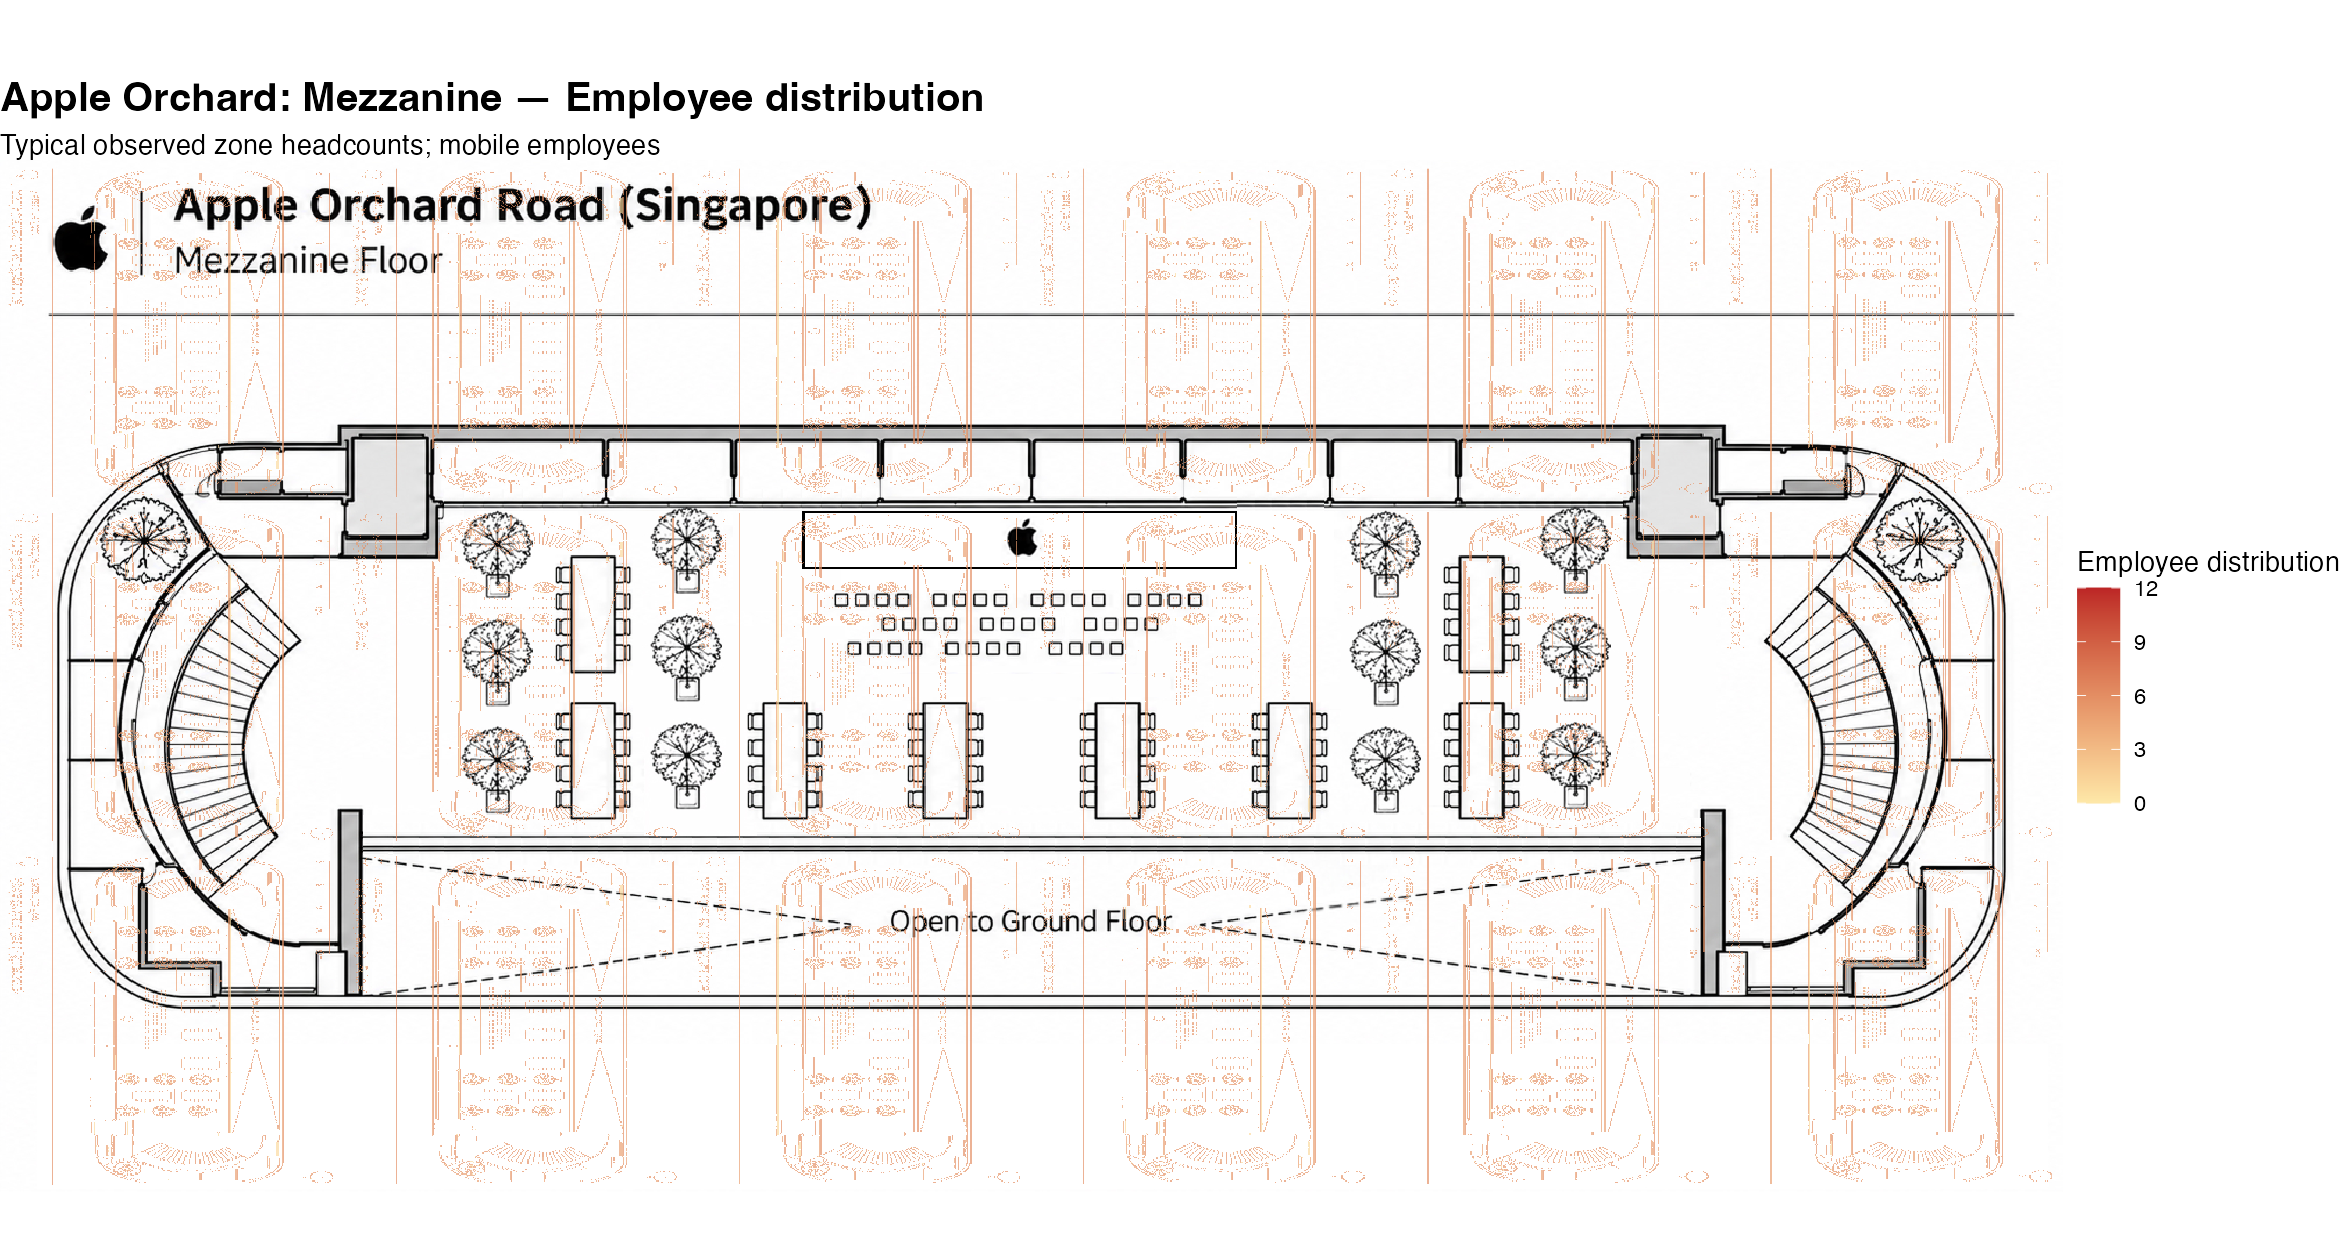 Apple Orchard: Mezzanine — Employee distribution
Typical observed zone headcounts; mobile employees
Apple Orchard Road (Singapore)
Mezzanine Floor
Open to Ground Floor
Employee distribution
12
9
6
3
0